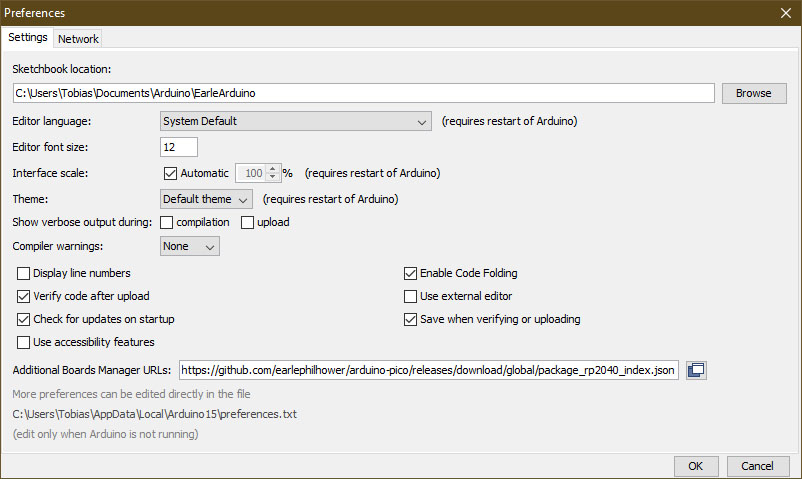 Preferences
Settings Network
Sketchbook location:
C:\Users\Tobias\Documents\Arduino\EarleArduino Browse
Editor language: System Default (requires restart of Arduino)
Editor font size: 12
Interface scale: Automatic 100 % (requires restart of Arduino)
Theme: Default theme (requires restart of Arduino)
Show verbose output during: compilation upload
Compiler warnings: None
Display line numbers Enable Code Folding
Verify code after upload Use external editor
Check for updates on startup Save when verifying or uploading
Use accessibility features
Additional Boards Manager URLs: https://github.com/earlephilhower/arduino-pico/releases/download/global/package_rp2040_index.json
More preferences can be edited directly in the file
C:\Users\Tobias\AppData\Local\Arduino15\preferences.txt
(edit only when Arduino is not running)
OK Cancel